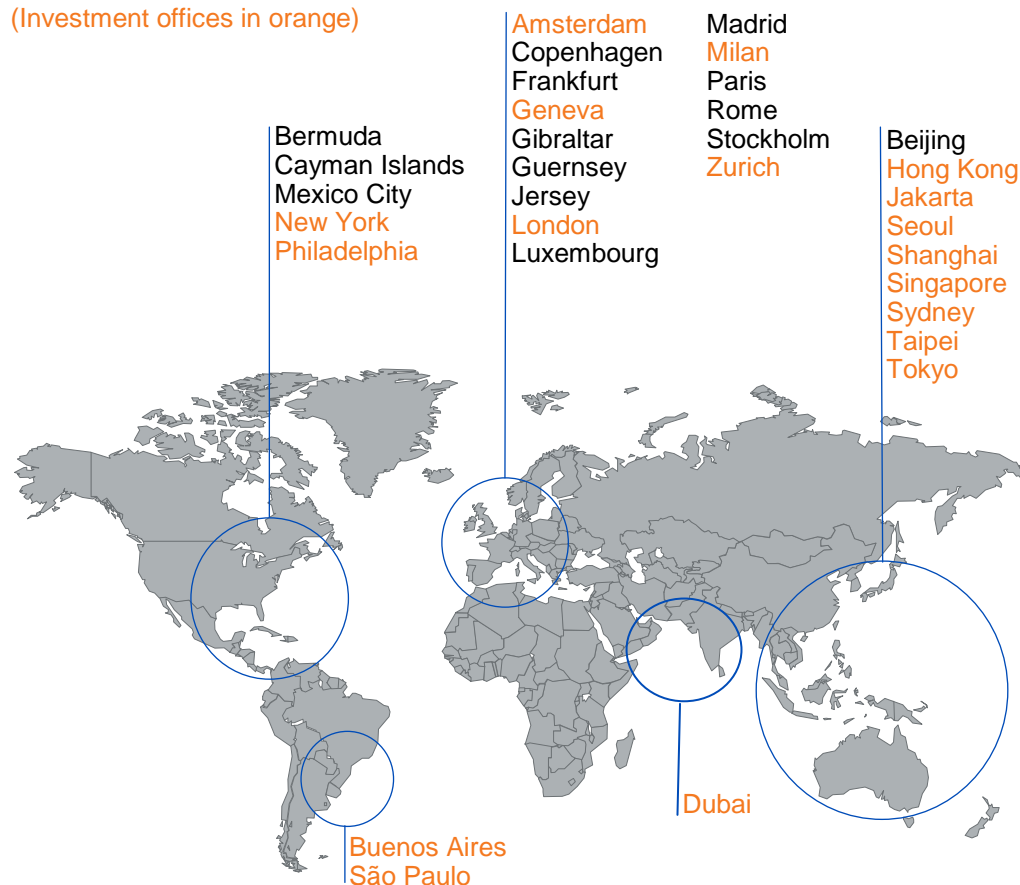 (Investment offices in orange)
Bermuda
Cayman Islands
Mexico City
New York
Philadelphia
Amsterdam
Copenhagen
Frankfurt
Geneva
Gibraltar
Guernsey
Jersey
London
Luxembourg
Madrid
Milan
Paris
Rome
Stockholm
Zurich
Beijing
Hong Kong
Jakarta
Seoul
Shanghai
Singapore
Sydney
Taipei
Tokyo
Dubai
Buenos Aires
São Paulo